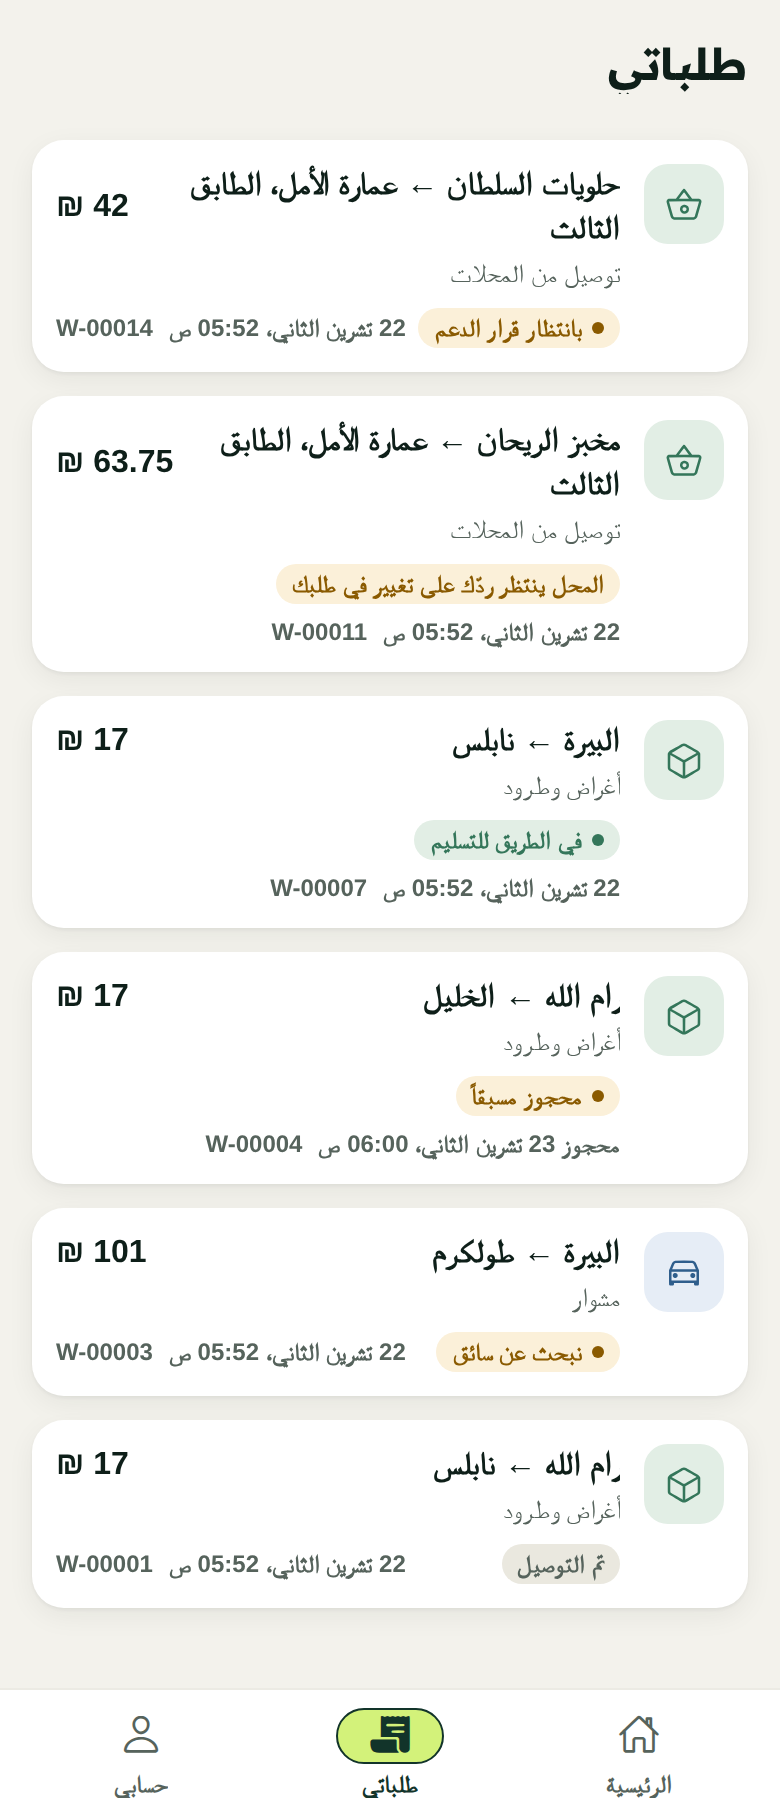 طلباتي
حلويات السلطان ← عمارة الأمل، الطابق
الثالث
42 ₪
توصيل من المحلات
بانتظار قرار الدعم
22 تشرين الثاني، 05:52 ص W-00014
مخبز الريحان ← عمارة الأمل، الطابق
الثالث
63.75 ₪
توصيل من المحلات
المحل ينتظر ردّك على تغيير في طلبك
22 تشرين الثاني، 05:52 ص W-00011
البيرة ← نابلس
17 ₪
أغراض وطرود
في الطريق للتسليم
22 تشرين الثاني، 05:52 ص W-00007
رام الله ← الخليل
17 ₪
أغراض وطرود
محجوز مسبقاً
محجوز 23 تشرين الثاني، 06:00 ص W-00004
البيرة ← طولكرم
101 ₪
مشوار
نبحث عن سائق
22 تشرين الثاني، 05:52 ص W-00003
رام الله ← نابلس
17 ₪
أغراض وطرود
تم التوصيل
22 تشرين الثاني، 05:52 ص W-00001
الرئيسية
طلباتي
حسابي